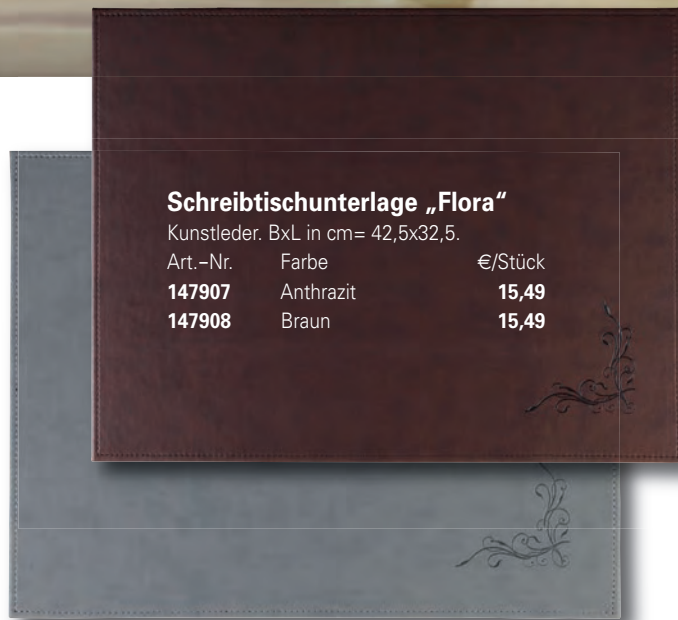 Schreibtischunterlage „Flora“
Kunstleder. BxL in cm= 42,5x32,5.
Art.–Nr. Farbe €/Stück
147907 Anthrazit 15,49
147908 Braun 15,49